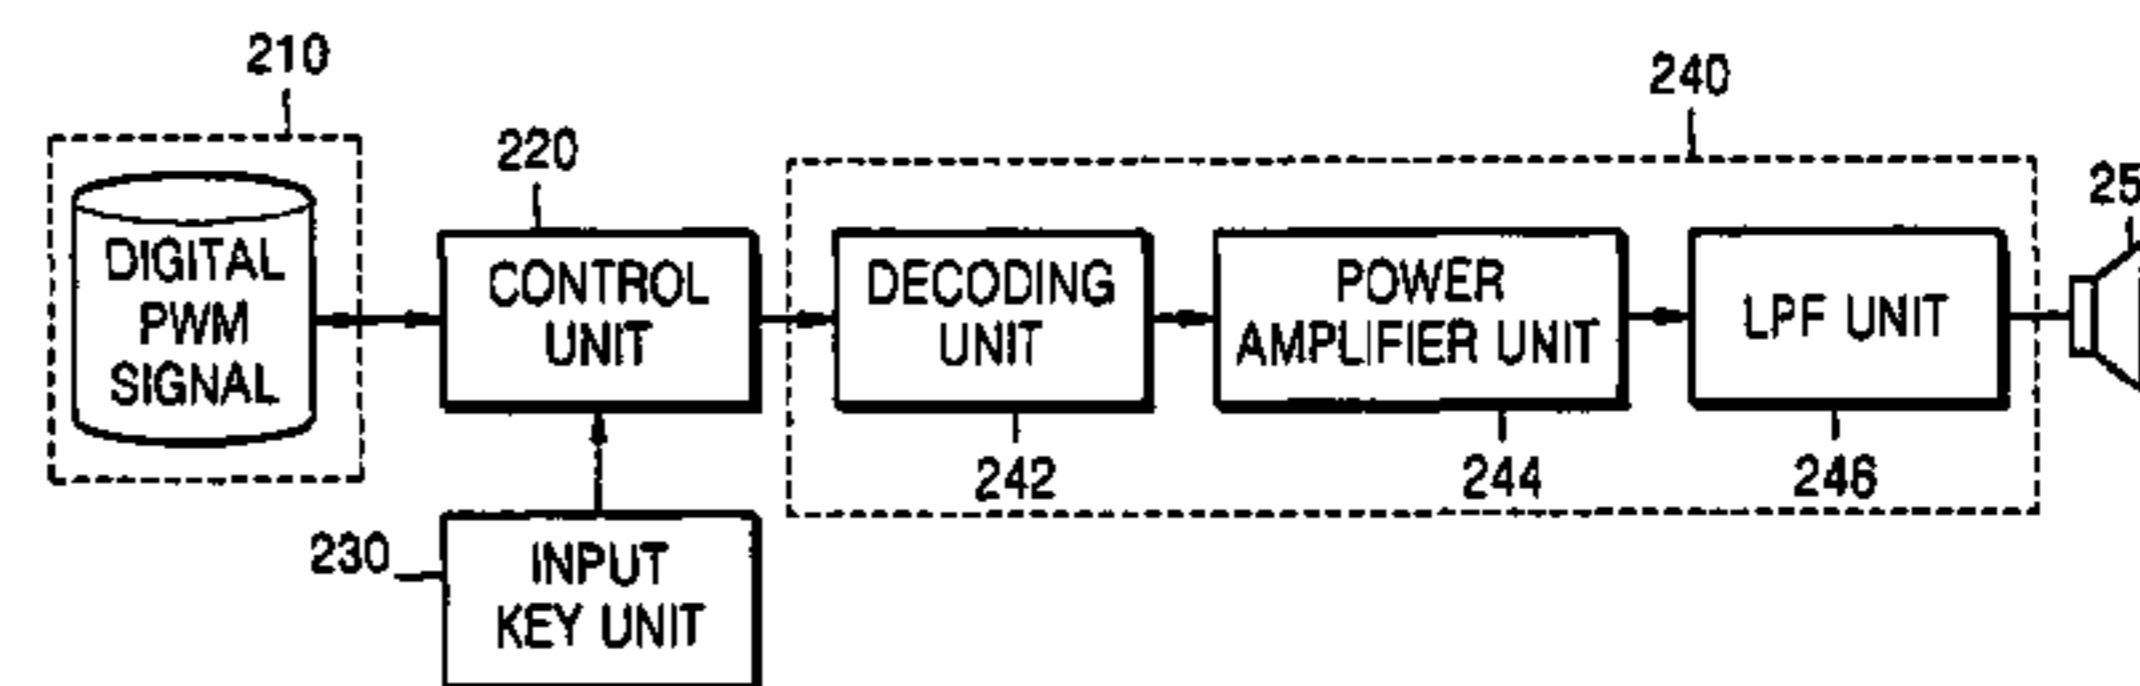 210
240
220
25
DIGITAL
PWM
SIGNAL
CONTROL
UNIT
DECODING
UNIT
POWER
AMPLIFIER UNIT
LPF UNIT
242
244
246
230
INPUT
KEY UNIT